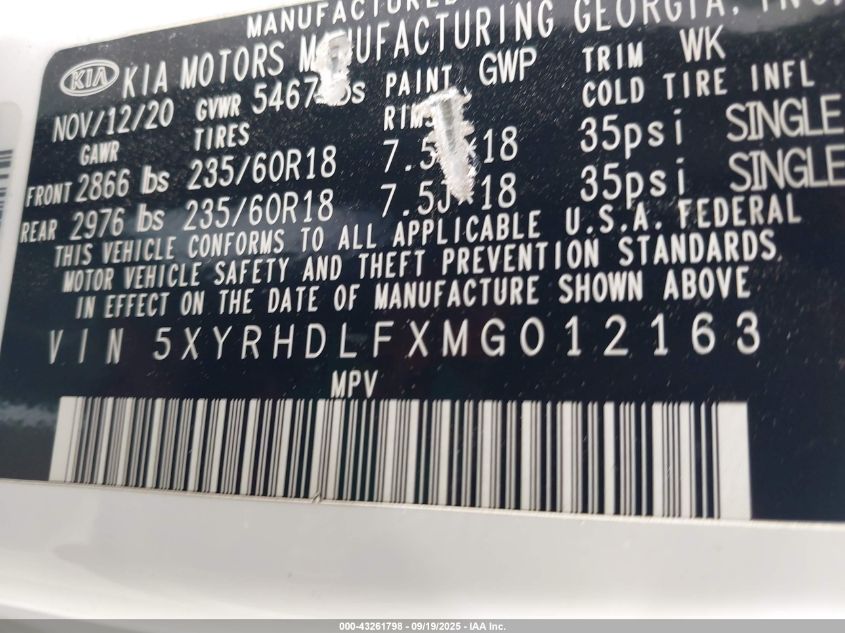 MANUFACTURED
KIA KIA MOTORS MANUFACTURING GEORGIA, INC.
NOV/12/20 GVWR 5467 lbs PAINT GWP TRIM WK
GAWR TIRES RIMS COLD TIRE INFL
FRONT 2866 lbs 235/60R18 7.5J×18 35psi SINGLE
REAR 2976 lbs 235/60R18 7.5J×18 35psi SINGLE
THIS VEHICLE CONFORMS TO ALL APPLICABLE U.S.A. FEDERAL
MOTOR VEHICLE SAFETY AND THEFT PREVENTION STANDARDS
IN EFFECT ON THE DATE OF MANUFACTURE SHOWN ABOVE
VIN 5XYRHDLFXMG012163
MPV
000-43261798 - 09/19/2025 - IAA Inc.